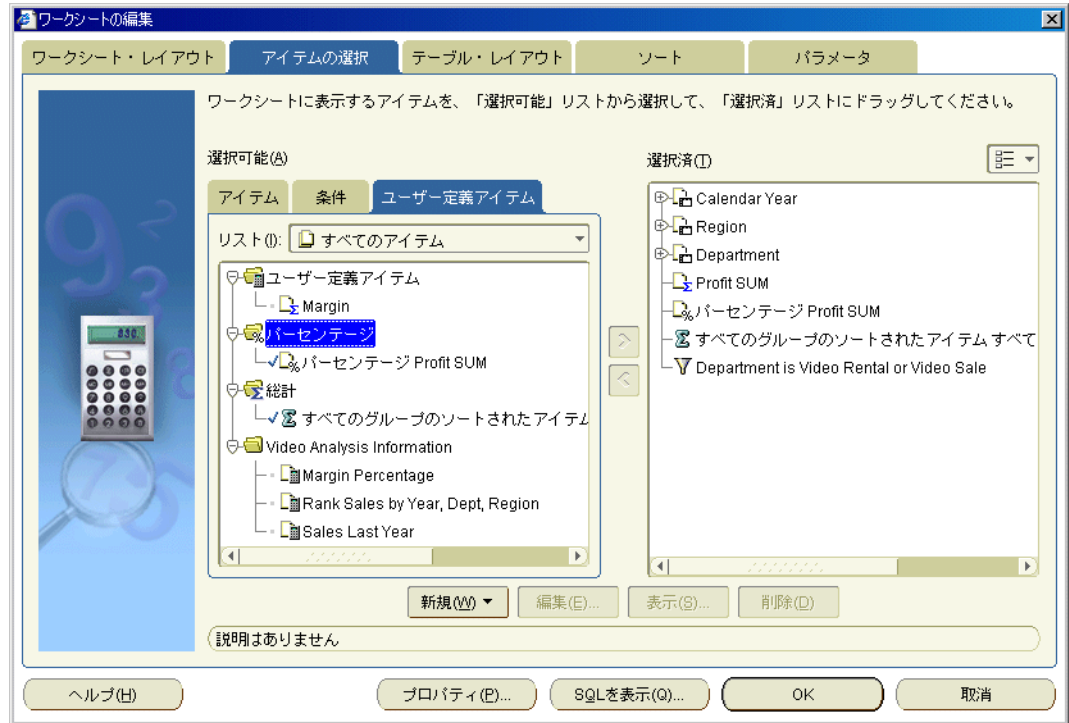 ワークシートの編集
ワークシート・レイアウト
アイテムの選択
テーブル・レイアウト
ソート
パラメータ
ワークシートに表示するアイテムを、「選択可能」リストから選択して、「選択済」リストにドラッグしてください。
選択可能(A)
アイテム
条件
ユーザー定義アイテム
リスト(I):
すべてのアイテム
ユーザー定義アイテム
Margin
パーセンテージ
パーセンテージ Profit SUM
総計
すべてのグループのソートされたアイテム
Video Analysis Information
Margin Percentage
Rank Sales by Year, Dept, Region
Sales Last Year
選択済(T)
Calendar Year
Region
Department
Profit SUM
パーセンテージ Profit SUM
すべてのグループのソートされたアイテム すべて
Department is Video Rental or Video Sale
新規(W)
編集(E)...
表示(S)...
削除(D)
説明はありません
ヘルプ(H)
プロパティ(P)...
SQLを表示(Q)...
OK
取消